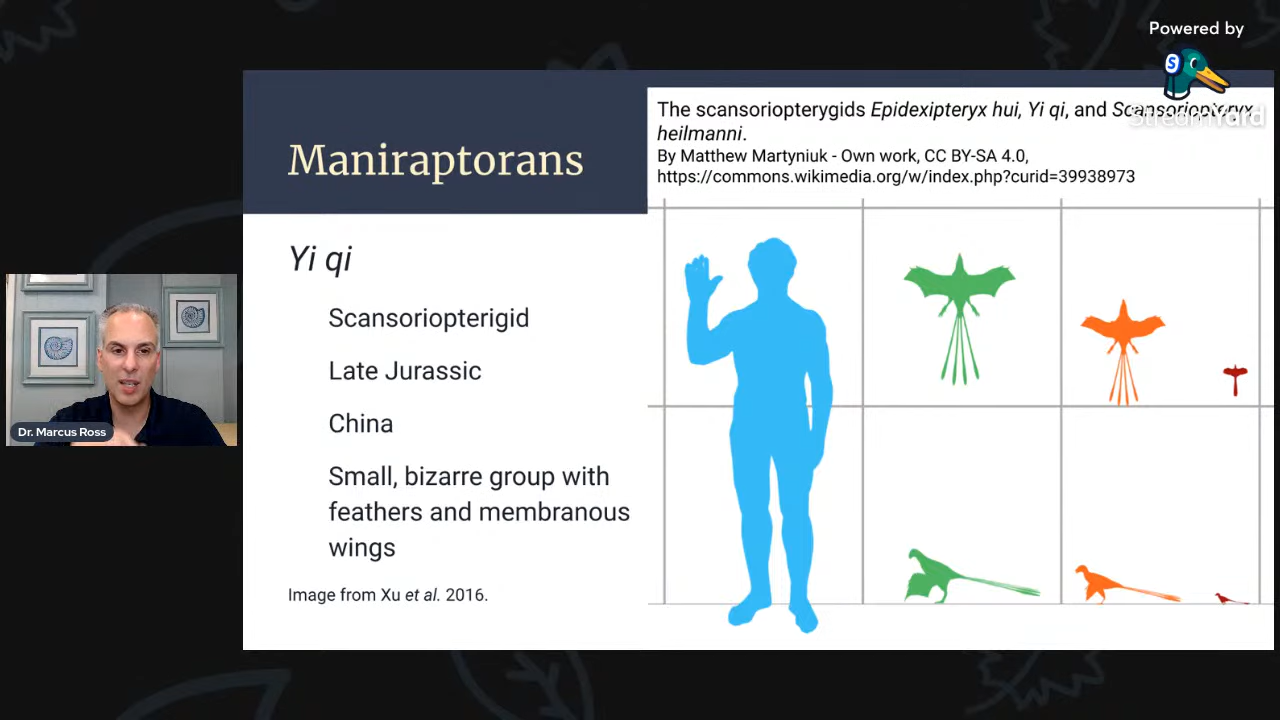 Powered by
S
StreamYard
Maniraptorans
The scansoriopterygids Epidexipteryx hui, Yi qi, and Scansoriopteryx
heilmanni.
By Matthew Martyniuk - Own work, CC BY-SA 4.0,
https://commons.wikimedia.org/w/index.php?curid=39938973
Yi qi
Scansoriopterigid
Late Jurassic
China
Small, bizarre group with
feathers and membranous
wings
Image from Xu et al. 2016.
Dr. Marcus Ross